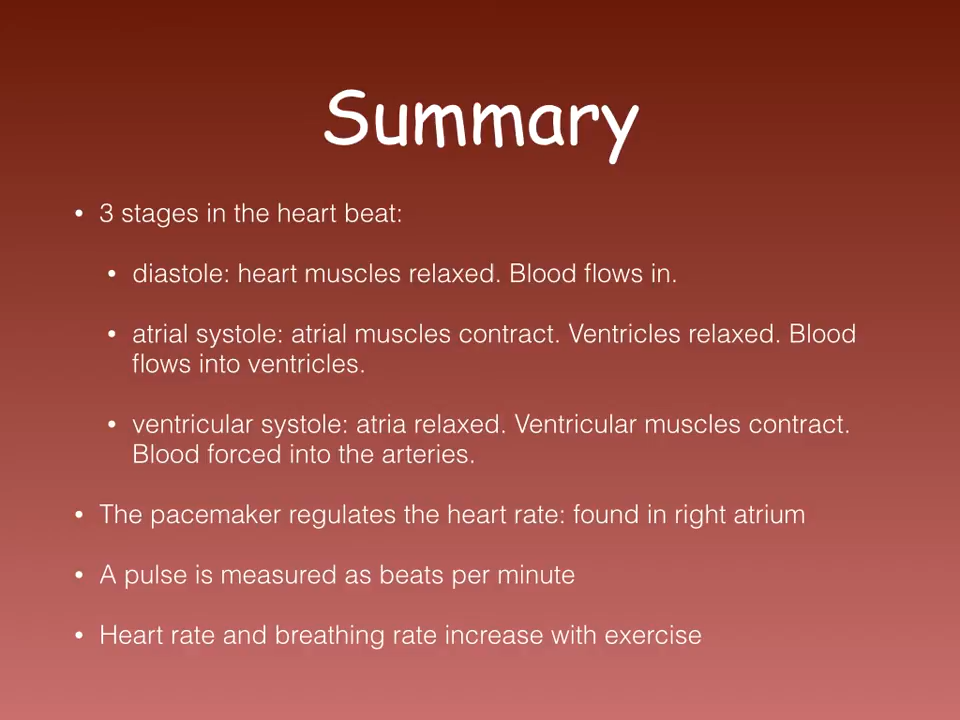 Summary
• 3 stages in the heart beat:
• diastole: heart muscles relaxed. Blood flows in.
• atrial systole: atrial muscles contract. Ventricles relaxed. Blood
flows into ventricles.
• ventricular systole: atria relaxed. Ventricular muscles contract.
Blood forced into the arteries.
• The pacemaker regulates the heart rate: found in right atrium
• A pulse is measured as beats per minute
• Heart rate and breathing rate increase with exercise